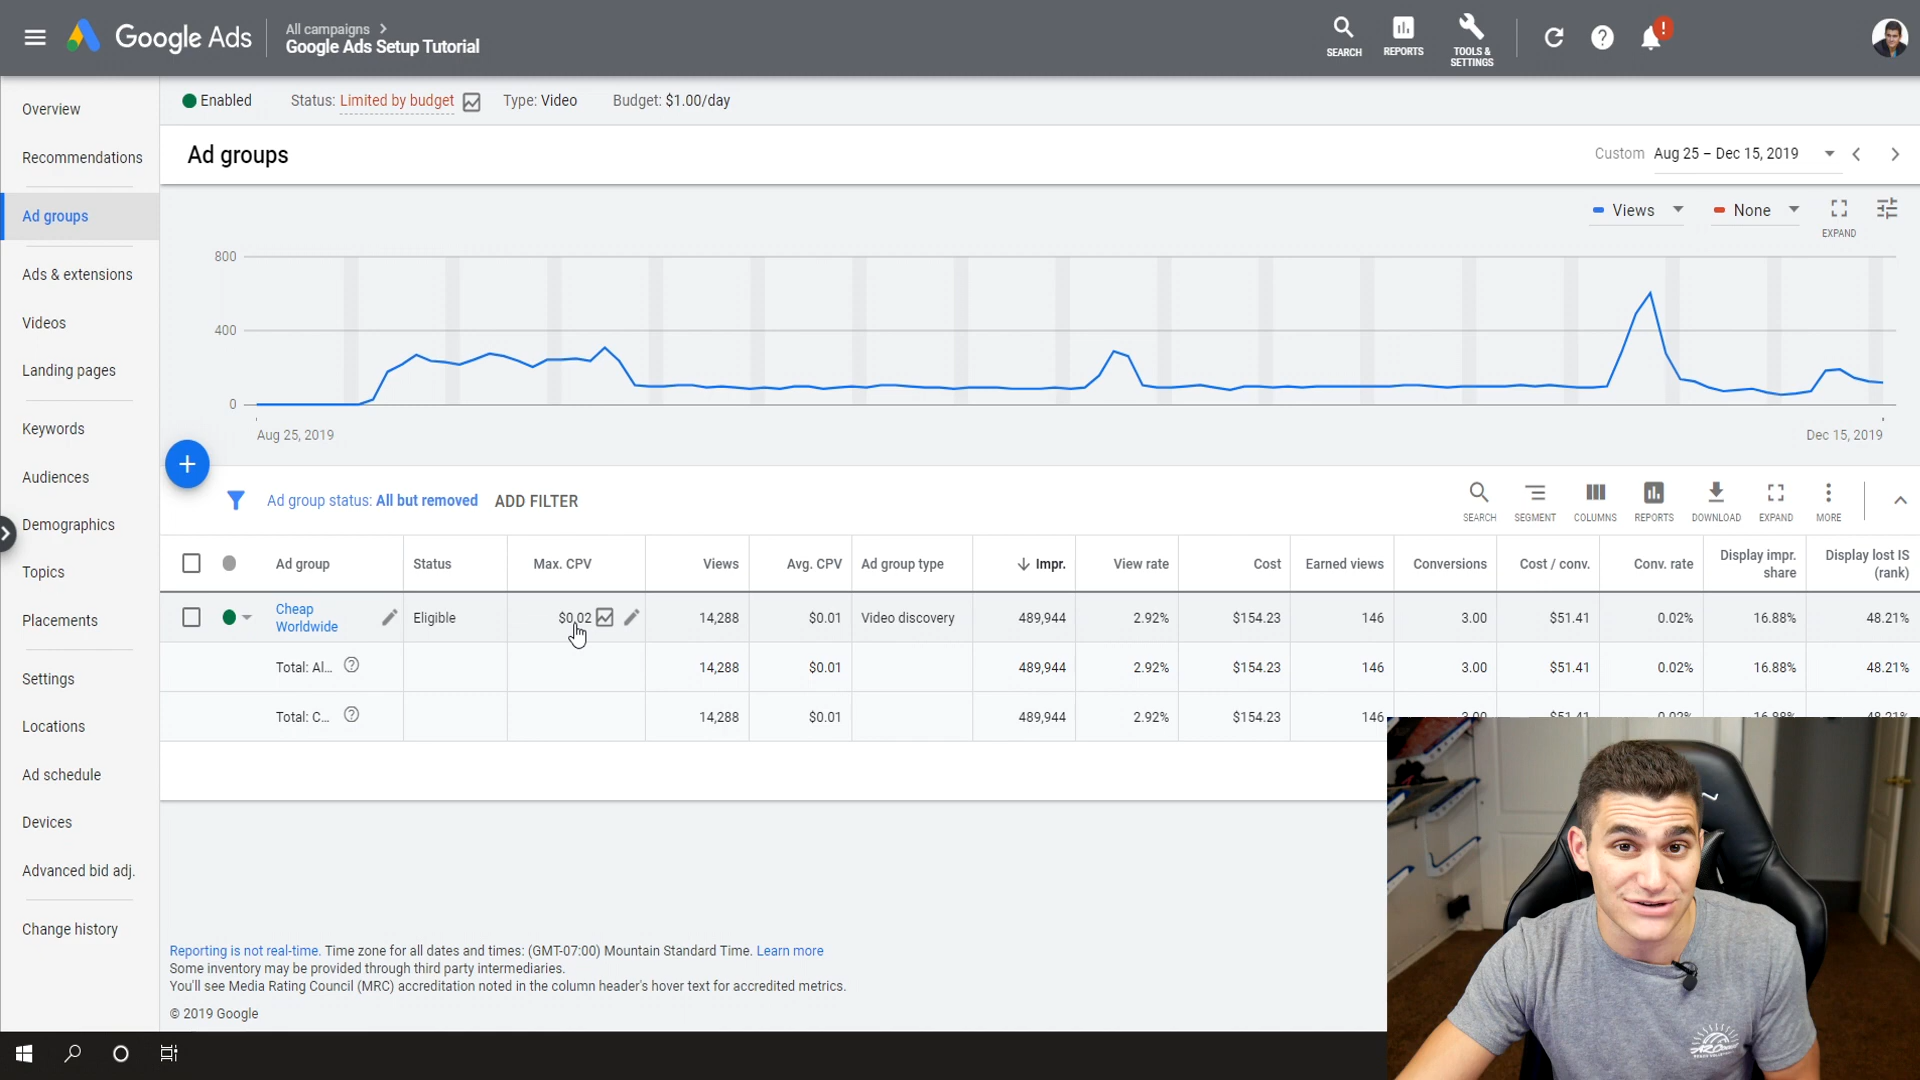 Google Ads
All campaigns
Google Ads Setup Tutorial
SEARCH
REPORTS
TOOLS &
SETTINGS
!
Overview
Recommendations
Ad groups
Ads & extensions
Videos
Landing pages
Keywords
Audiences
Demographics
Topics
Placements
Settings
Locations
Ad schedule
Devices
Advanced bid adj.
Change history
Enabled Status: Limited by budget Type: Video Budget: $1.00/day
Ad groups
Custom Aug 25 – Dec 15, 2019
Views None
EXPAND
800
400
0
Aug 25, 2019 Dec 15, 2019
Ad group status: All but removed ADD FILTER
SEARCH SEGMENT COLUMNS REPORTS DOWNLOAD EXPAND MORE
Ad group Status Max. CPV Views Avg. CPV Ad group type Impr. View rate Cost Earned views Conversions Cost / conv. Conv. rate Display impr. share Display lost IS (rank)
Cheap Worldwide Eligible $0.02 14,288 $0.01 Video discovery 489,944 2.92% $154.23 146 3.00 $51.41 0.02% 16.88% 48.21%
Total: Al... 14,288 $0.01 489,944 2.92% $154.23 146 3.00 $51.41 0.02% 16.88% 48.21%
Total: C... 14,288 $0.01 489,944 2.92% $154.23 146 3.00 $51.41 0.02% 16.88% 48.21%
Reporting is not real-time. Time zone for all dates and times: (GMT-07:00) Mountain Standard Time. Learn more
Some inventory may be provided through third party intermediaries.
You'll see Media Rating Council (MRC) accreditation noted in the column header's hover text for accredited metrics.
© 2019 Google